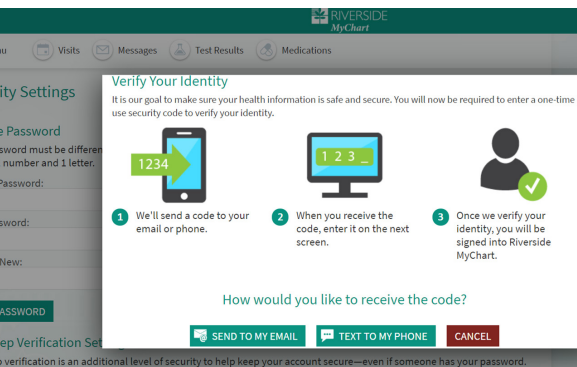 RIVERSIDE
MyChart
nu
Visits
Messages
Test Results
Medications
ity Settings
e Password
sword must be differen
number and 1 letter.
Password:
sword:
New:
ASSWORD
ep Verification Set
p verification is an additional level of security to help keep your account secure—even if someone has your password.
Verify Your Identity
It is our goal to make sure your health information is safe and secure. You will now be required to enter a one-time
use security code to verify your identity.
1234
1 2 3 _
1 We'll send a code to your
email or phone.
2 When you receive the
code, enter it on the next
screen.
3 Once we verify your
identity, you will be
signed into Riverside
MyChart.
How would you like to receive the code?
SEND TO MY EMAIL
TEXT TO MY PHONE
CANCEL